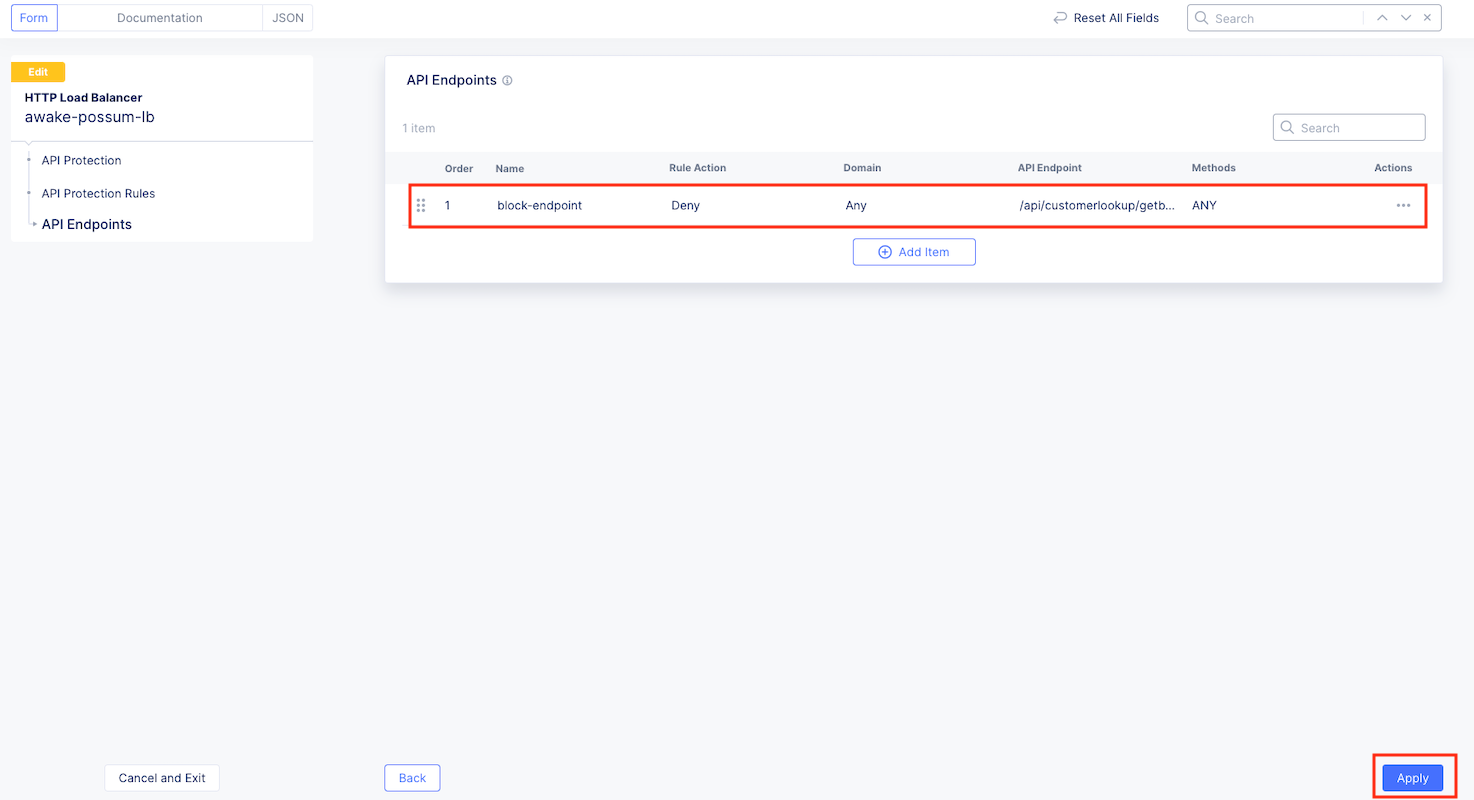 Form Documentation JSON Reset All Fields Search
Edit
HTTP Load Balancer
awake-possum-lb
API Protection
API Protection Rules
API Endpoints
API Endpoints
1 item Search
Order Name Rule Action Domain API Endpoint Methods Actions
1 block-endpoint Deny Any /api/customerlookup/getb... ANY
Add Item
Cancel and Exit Back Apply